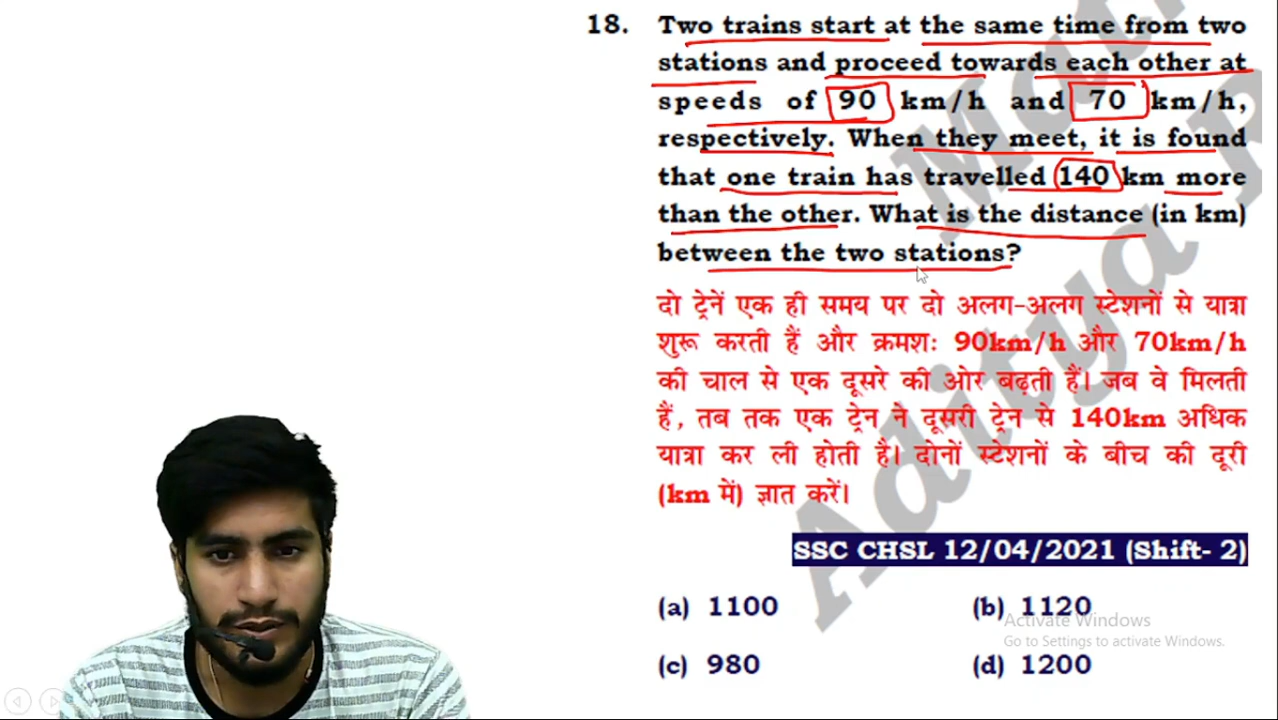 18. Two trains start at the same time from two
stations and proceed towards each other at
speeds of 90 km/h and 70 km/h,
respectively. When they meet, it is found
that one train has travelled 140 km more
than the other. What is the distance (in km)
between the two stations?
दो ट्रेनें एक ही समय पर दो अलग-अलग स्टेशनों से यात्रा
शुरू करती हैं और क्रमशः 90km/h और 70km/h
की चाल से एक दूसरे की ओर बढ़ती हैं। जब वे मिलती
हैं, तब तक एक ट्रेन ने दूसरी ट्रेन से 140km अधिक
यात्रा कर ली होती है। दोनों स्टेशनों के बीच की दूरी
(km में) ज्ञात करें।
SSC CHSL 12/04/2021 (Shift- 2)
(a) 1100 (b) 1120
Activate Windows
Go to Settings to activate Windows.
(c) 980 (d) 1200
Aditya